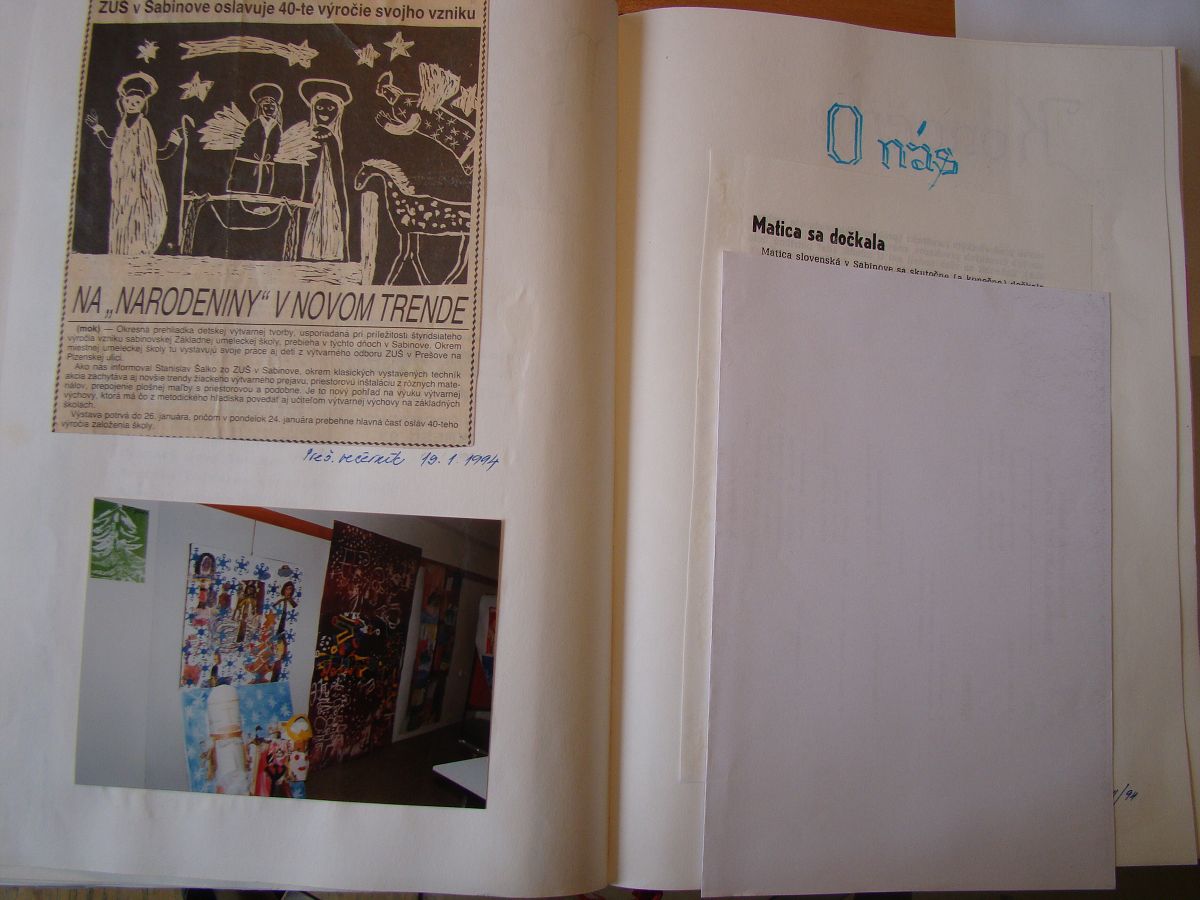 ZUŠ v Sabinove oslavuje 40-te výročie svojho vzniku
NA „NARODENINY“ V NOVOM TRENDE
(mok) — Okresná prehliadka detskej výtvarnej tvorby, usporiadaná pri príležitosti štyridsiateho
výročia vzniku sabinovskej Základnej umeleckej školy, prebieha v týchto dňoch v Sabinove. Okrem
miestnej umeleckej školy tu vystavujú svoje práce aj deti z výtvarného odboru ZUŠ v Prešove na
Plzenskej ulici.
Ako nás informoval Stanislav Šalko zo ZUŠ v Sabinove, okrem klasických vystavených techník
akcia zachytáva aj novšie trendy žiackeho výtvarného prejavu, priestorovú inštaláciu z rôznych mate-
riálov, prepojenie plošnej maľby s priestorovou a podobne. Je to nový pohľad na výuku výtvarnej
výchovy, ktorá má čo z metodického hľadiska povedať aj učiteľom výtvarnej výchovy na základných
školách.
Výstava potrvá do 26. januára, pričom v pondelok 24. januára prebehne hlavná časť osláv 40-teho
výročia založenia školy.
Preš. večerník 19. 1. 1994
O nás
Matica sa dočkala
Matica slovenská v Sabinove sa skutočne (a konečne) dočkala
/94